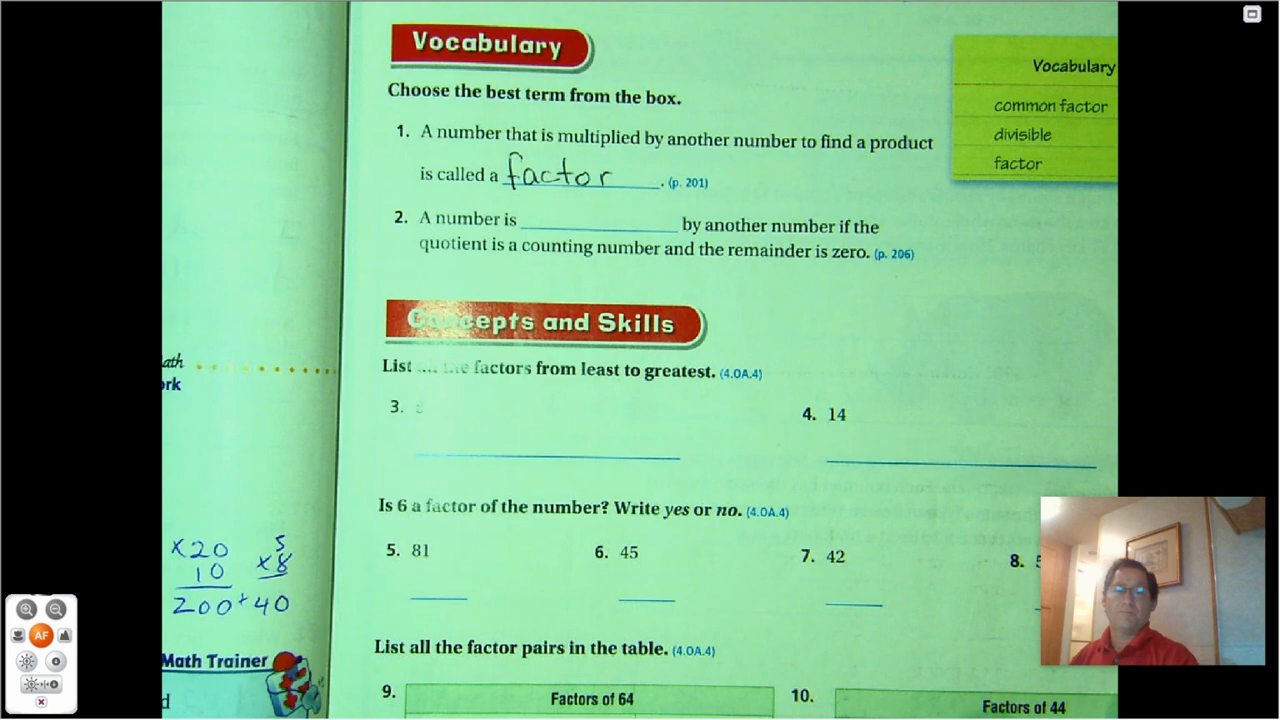 Vocabulary
Choose the best term from the box.
1. A number that is multiplied by another number to find a product
is called a factor. (p. 201)
2. A number is ____________ by another number if the
quotient is a counting number and the remainder is zero. (p. 206)
Vocabulary
common factor
divisible
factor
Concepts and Skills
List the factors from least to greatest. (4.OA.4)
3.
4. 14
Is 6 a factor of the number? Write yes or no. (4.OA.4)
5. 81
6. 45
7. 42
8.
List all the factor pairs in the table. (4.OA.4)
9. Factors of 64
10. Factors of 44
×20
10
200+40
5
×8
Math Trainer
AF